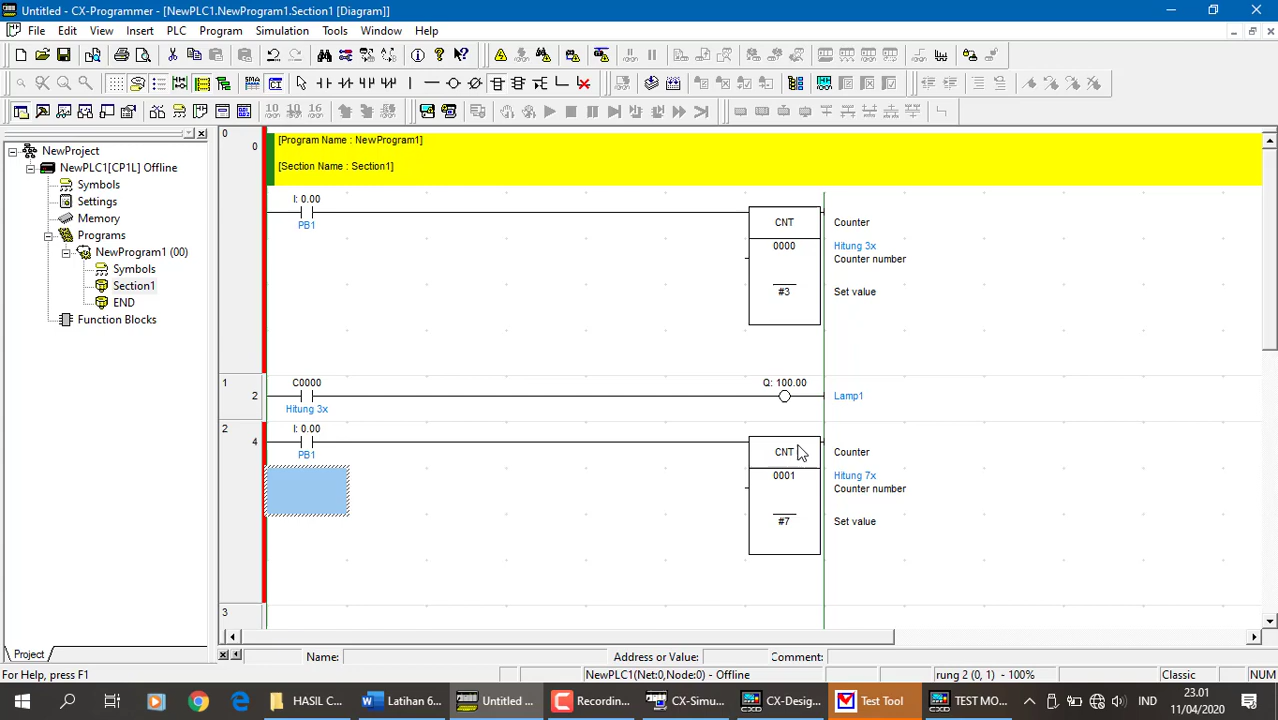 Untitled - CX-Programmer - [NewPLC1.NewProgram1.Section1 [Diagram]]
File Edit View Insert PLC Program Simulation Tools Window Help
NewProject
NewPLC1[CP1L] Offline
Symbols
Settings
Memory
Programs
NewProgram1 (00)
Symbols
Section1
END
Function Blocks
Project
0
0
[Program Name : NewProgram1]
[Section Name : Section1]
I: 0.00
PB1
CNT
Counter
0000
Hitung 3x
Counter number
#3
Set value
1
2
C0000
Hitung 3x
Q: 100.00
Lamp1
2
4
I: 0.00
PB1
CNT
Counter
0001
Hitung 7x
Counter number
#7
Set value
3
Name: Address or Value: Comment:
For Help, press F1
NewPLC1(Net:0,Node:0) - Offline
rung 2 (0, 1) - 100%
Classic
NUM
HASIL C...
Latihan 6...
Untitled ...
Recordin...
CX-Simu...
CX-Desig...
Test Tool
TEST MO...
IND
23.01
11/04/2020